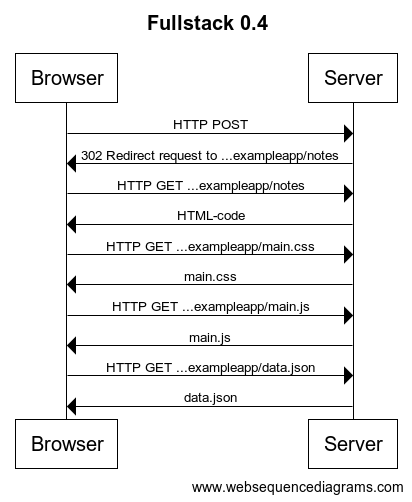 Fullstack 0.4
Browser
Server
HTTP POST
302 Redirect request to ...exampleapp/notes
HTTP GET ...exampleapp/notes
HTML-code
HTTP GET ...exampleapp/main.css
main.css
HTTP GET ...exampleapp/main.js
main.js
HTTP GET ...exampleapp/data.json
data.json
Browser
Server
www.websequencediagrams.com